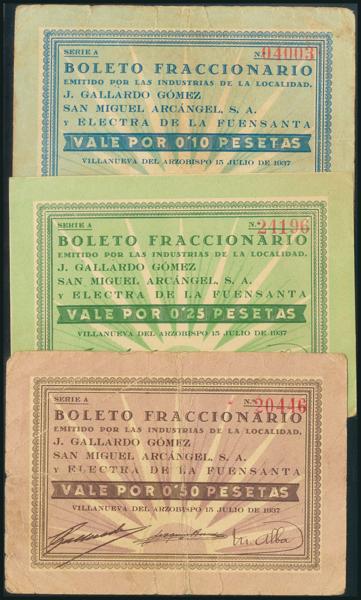 SERIE A N.º 04003
BOLETO FRACCIONARIO
EMITIDO POR LAS INDUSTRIAS DE LA LOCALIDAD,
J. GALLARDO GÓMEZ
SAN MIGUEL ARCÁNGEL, S. A.
Y ELECTRA DE LA FUENSANTA
VALE POR 0'10 PESETAS
VILLANUEVA DEL ARZOBISPO 15 JULIO DE 1937
SERIE A N.º 24196
BOLETO FRACCIONARIO
EMITIDO POR LAS INDUSTRIAS DE LA LOCALIDAD,
J. GALLARDO GÓMEZ
SAN MIGUEL ARCÁNGEL, S. A.
Y ELECTRA DE LA FUENSANTA
VALE POR 0'25 PESETAS
VILLANUEVA DEL ARZOBISPO 15 JULIO DE 1937
SERIE A N.º 20446
BOLETO FRACCIONARIO
EMITIDO POR LAS INDUSTRIAS DE LA LOCALIDAD,
J. GALLARDO GÓMEZ
SAN MIGUEL ARCÁNGEL, S. A.
Y ELECTRA DE LA FUENSANTA
VALE POR 0'50 PESETAS
VILLANUEVA DEL ARZOBISPO 15 JULIO DE 1937